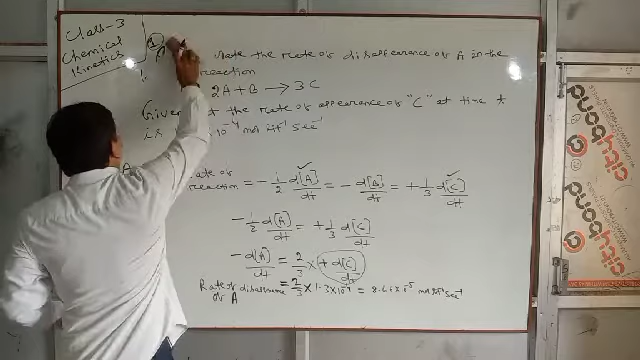 Class-3
Chemical
Kinetics
the rate of disappearance of A in the
reaction
2A + B → 3C
Given the rate of appearance of "C" at time t
is 10⁻⁴ mol lit⁻¹ sec⁻¹
rate of
reaction = -1/2 d[A]/dt = - d[B]/dt = +1/3 d[C]/dt
-1/2 d[A]/dt = +1/3 d[C]/dt
-d[A]/dt = 2/3 × + d[C]/dt
Rate of disappearance = 2/3 × 1.3×10⁻⁴ = 8.6 × 10⁻⁵ mol lit⁻¹ sec⁻¹
of A
citiquobond